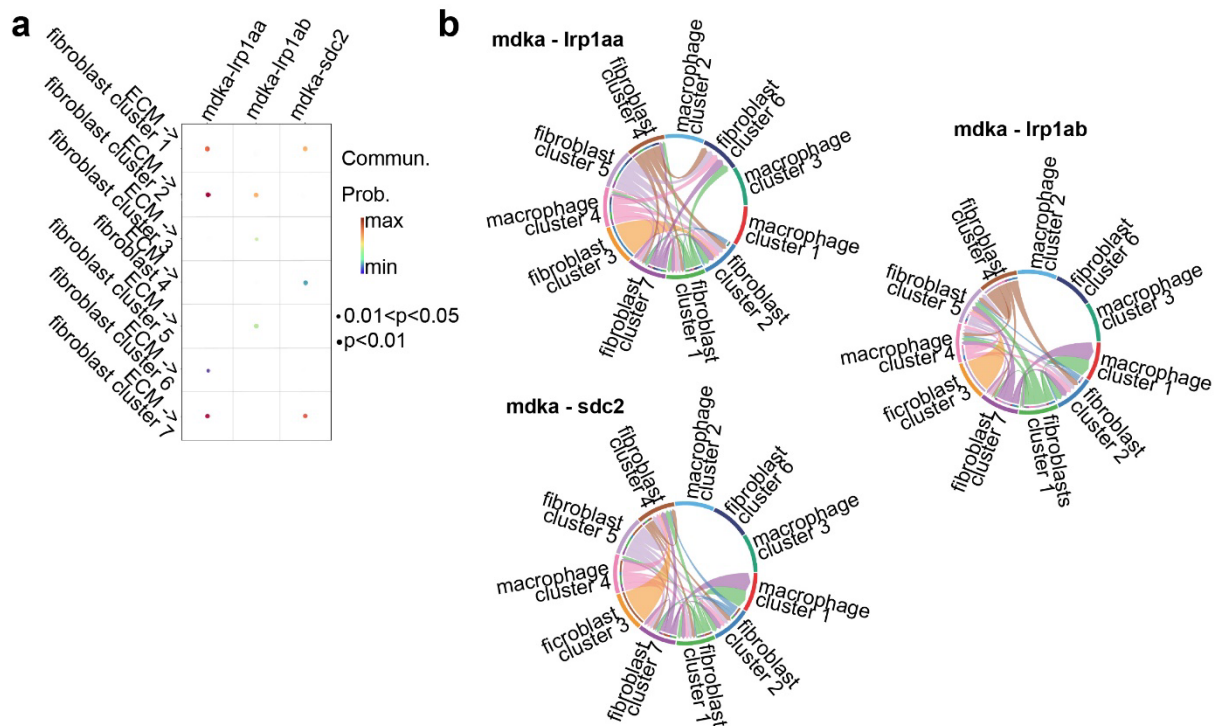 a
mdka-lrp1aa
mdka-lrp1ab
mdka-sdc2
ECM ->
fibroblast cluster 1
ECM ->
fibroblast cluster 2
ECM ->
fibroblast cluster 3
ECM ->
fibroblast 4
ECM ->
fibroblast cluster 5
ECM ->
fibroblast cluster 6
ECM ->
fibroblast cluster 7
Commun.
Prob.
max
min
0.01<p<0.05
p<0.01
b
mdka - lrp1aa
macrophage
cluster 2
fibroblast
cluster 6
macrophage
cluster 3
macrophage
cluster 1
fibroblast
cluster 2
fibroblast
cluster 1
fibroblast
cluster 7
fibroblast
cluster 3
macrophage
cluster 4
fibroblast
cluster 5
fibroblast
cluster 4
mdka - lrp1ab
macrophage
cluster 2
fibroblast
cluster 6
macrophage
cluster 3
macrophage
cluster 1
fibroblast
cluster 2
fibroblasts
cluster 1
fibroblast
cluster 7
ficroblast
cluster 3
macrophage
cluster 4
fibroblast
cluster 5
fibroblast
cluster 4
mdka - sdc2
macrophage
cluster 2
fibroblast
cluster 6
macrophage
cluster 3
macrophage
cluster 1
fibroblast
cluster 2
fibroblast
cluster 1
fibroblast
cluster 7
ficroblast
cluster 3
macrophage
cluster 4
fibroblast
cluster 5
fibroblast
cluster 4